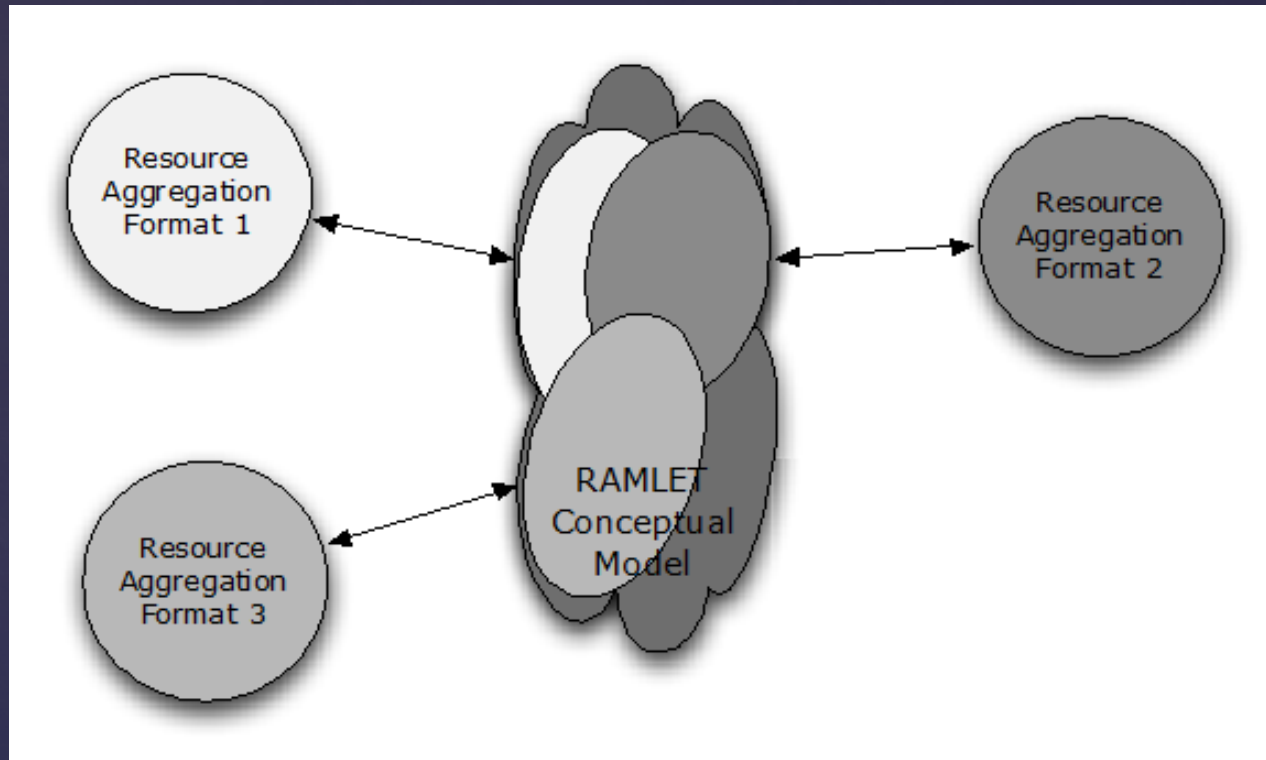 Resource
Aggregation
Format 1
Resource
Aggregation
Format 2
RAMLET
Conceptual
Model
Resource
Aggregation
Format 3